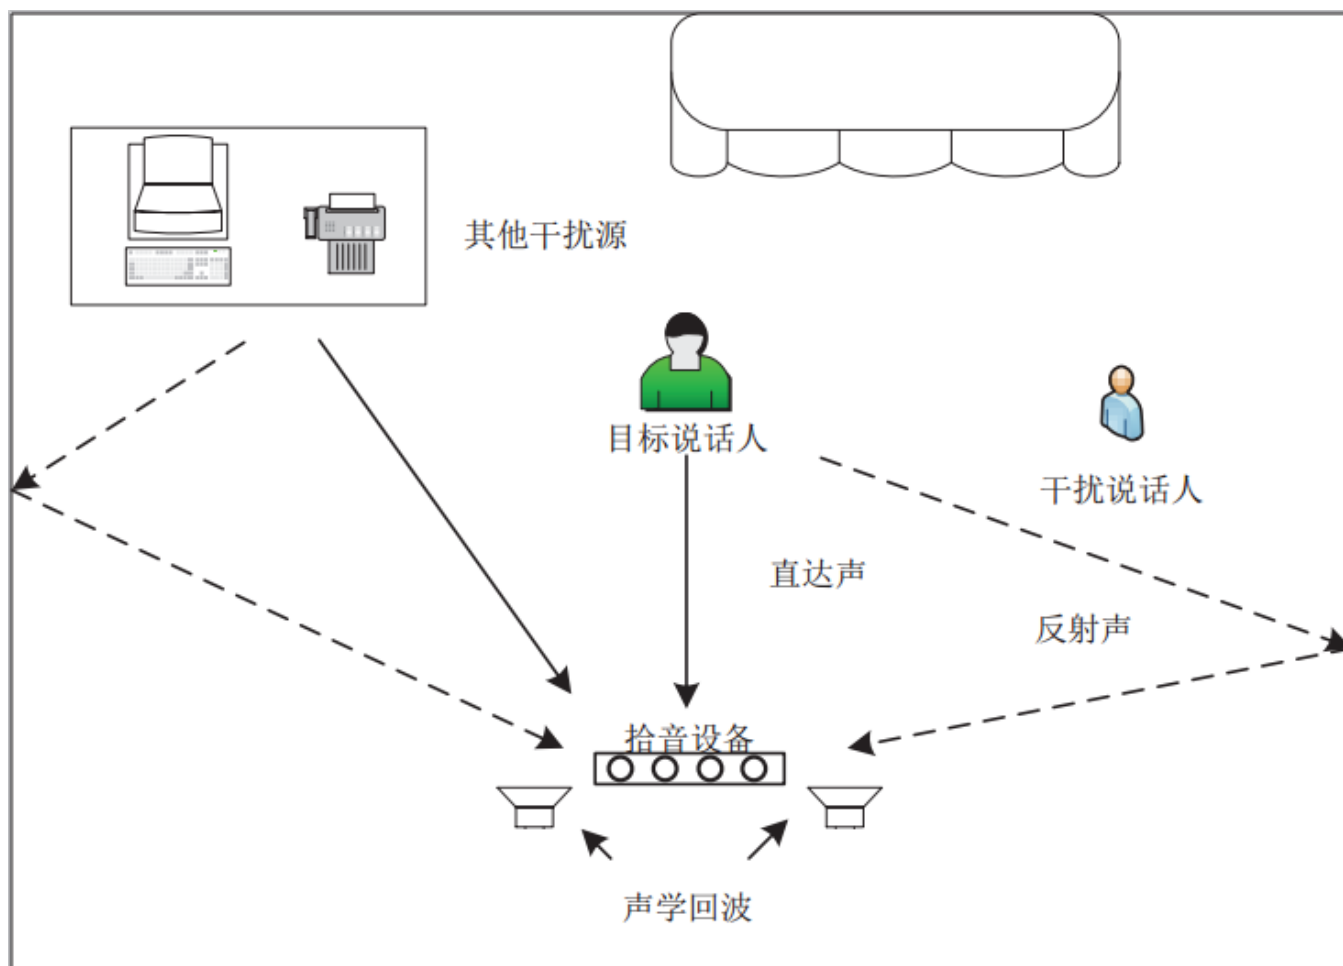 其他干扰源
目标说话人
干扰说话人
直达声
反射声
拾音设备
声学回波